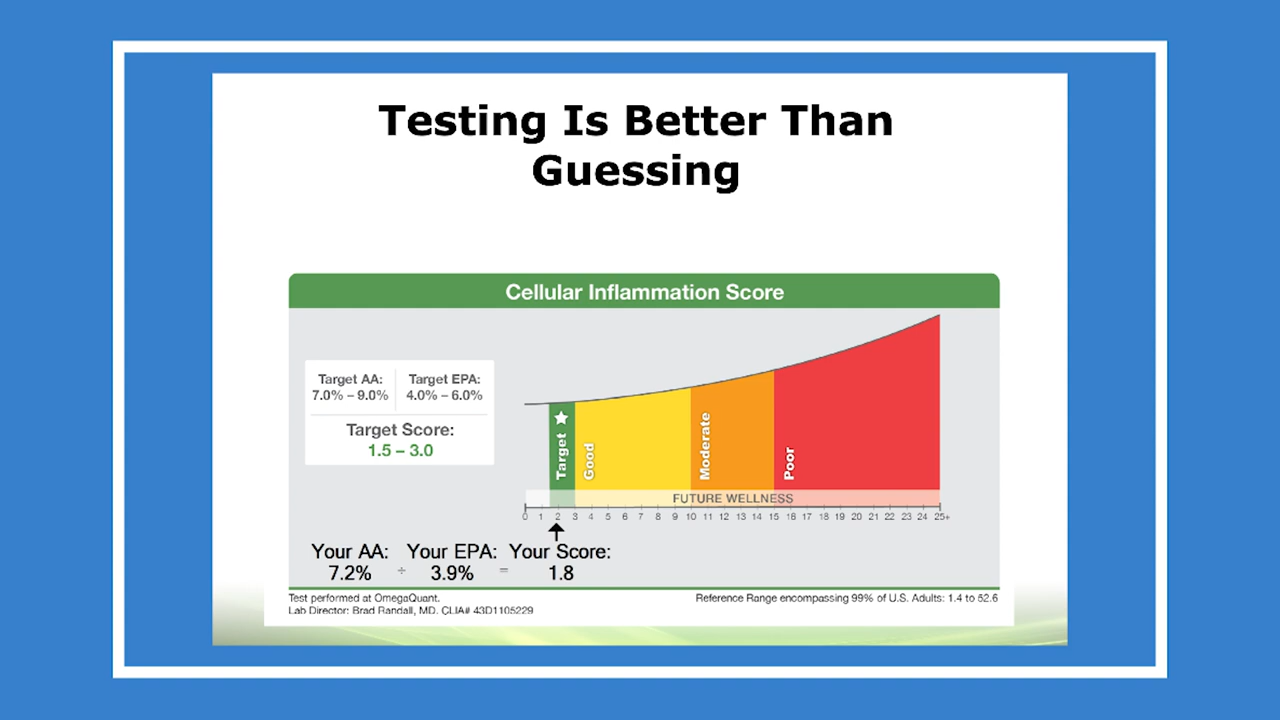 Testing Is Better Than
Guessing
Cellular Inflammation Score
Target AA: Target EPA:
7.0% – 9.0% 4.0% – 6.0%
Target Score:
1.5 – 3.0
Target
Good
Moderate
Poor
FUTURE WELLNESS
0 1 2 3 4 5 6 7 8 9 10 11 12 13 14 15 16 17 18 19 20 21 22 23 24 25+
Your AA: Your EPA: Your Score:
7.2% ÷ 3.9% = 1.8
Test performed at OmegaQuant. Reference Range encompassing 99% of U.S. Adults: 1.4 to 52.6
Lab Director: Brad Randall, MD. CLIA# 43D1105229